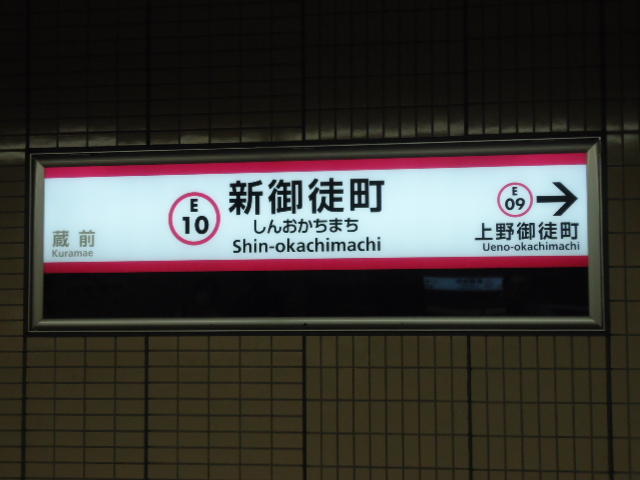 蔵前
Kuramae
E
10
新御徒町
しんおかちまち
Shin-okachimachi
E
09
上野御徒町
Ueno-okachimachi